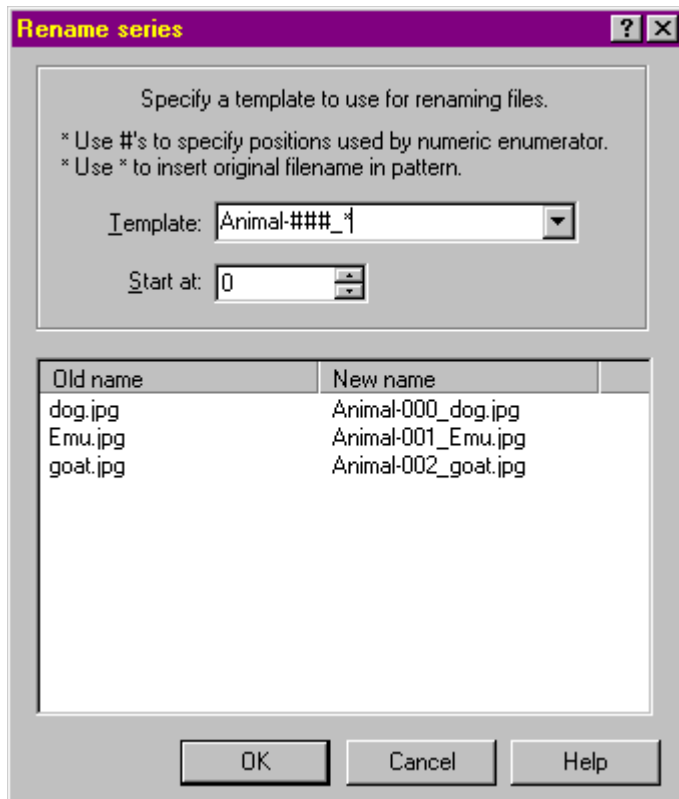 Rename series
Specify a template to use for renaming files.
* Use #'s to specify positions used by numeric enumerator.
* Use * to insert original filename in pattern.
Template: Animal-###_*
Start at: 0
Old name New name
dog.jpg Animal-000_dog.jpg
Emu.jpg Animal-001_Emu.jpg
goat.jpg Animal-002_goat.jpg
OK Cancel Help